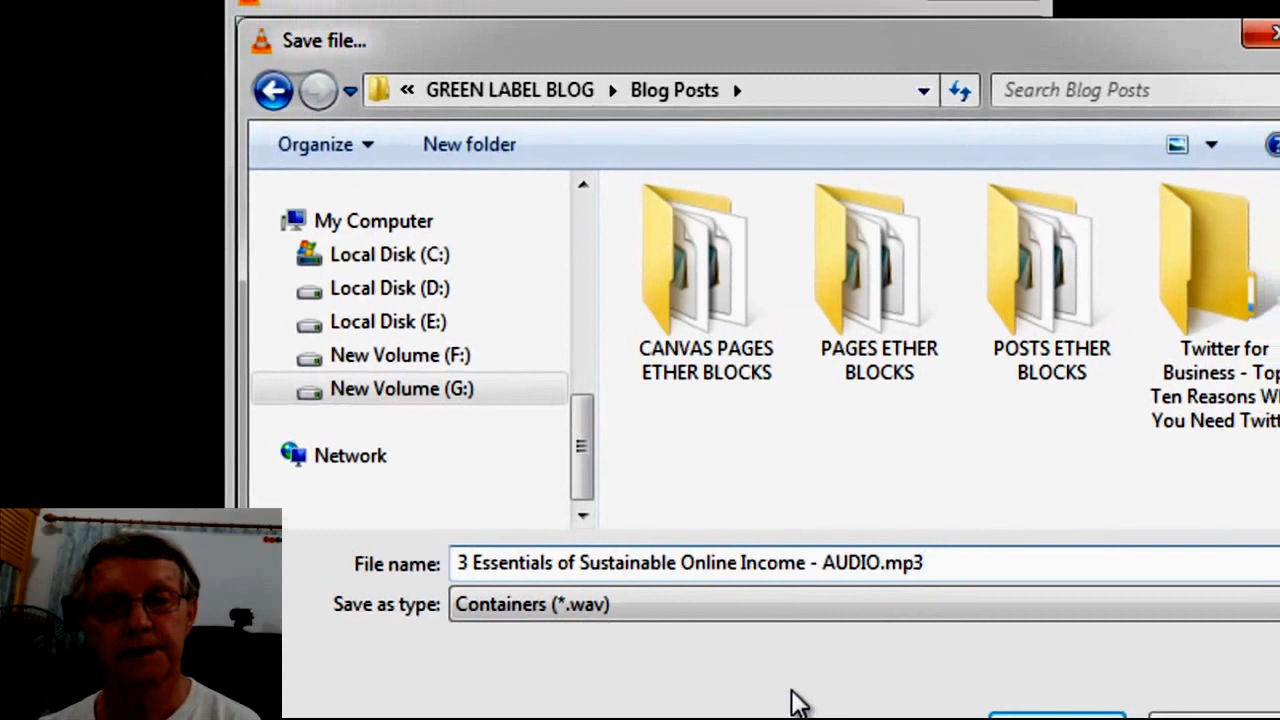 Save file...
« GREEN LABEL BLOG Blog Posts
Search Blog Posts
Organize
New folder
My Computer
Local Disk (C:)
Local Disk (D:)
Local Disk (E:)
New Volume (F:)
New Volume (G:)
Network
CANVAS PAGES
ETHER BLOCKS
PAGES ETHER
BLOCKS
POSTS ETHER
BLOCKS
Twitter for
Business - Top
Ten Reasons
You Need
File name: 3 Essentials of Sustainable Online Income - AUDIO.mp3
Save as type: Containers (*.wav)